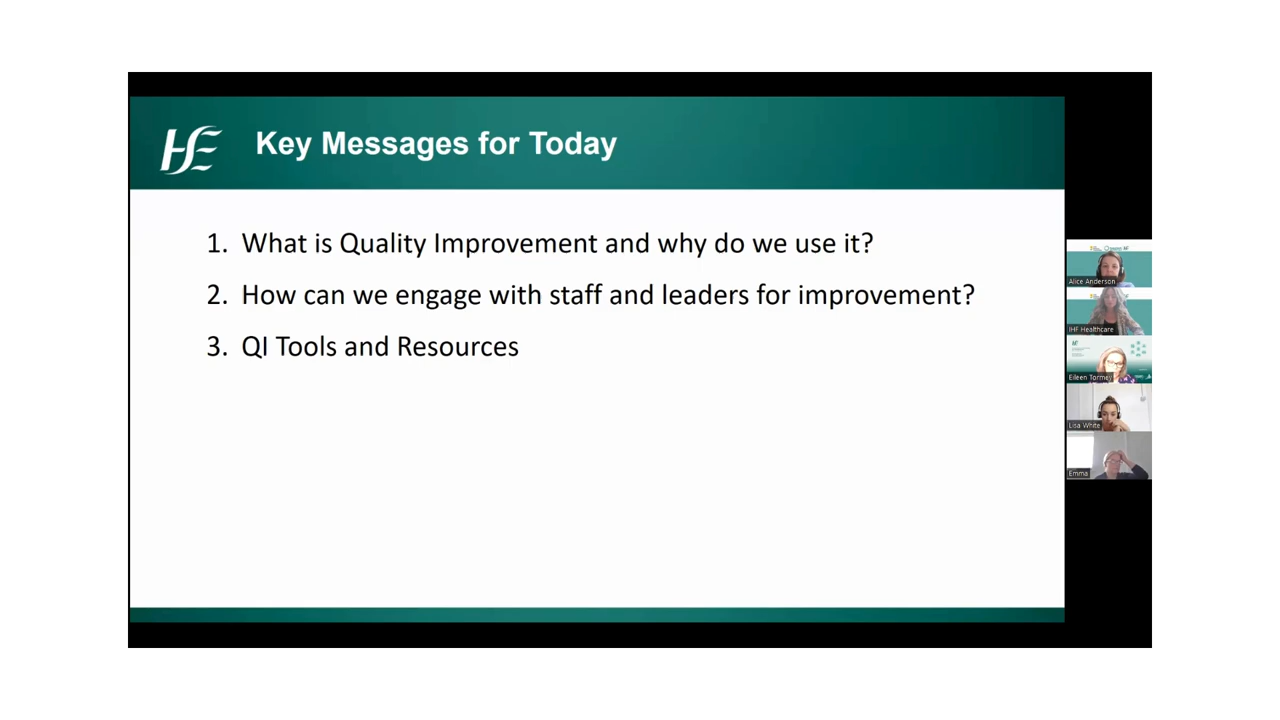 HSE
Key Messages for Today
1. What is Quality Improvement and why do we use it?
2. How can we engage with staff and leaders for improvement?
3. QI Tools and Resources
Alice Anderson
IHF Healthcare
Eileen Tormey
Lisa White
Emma